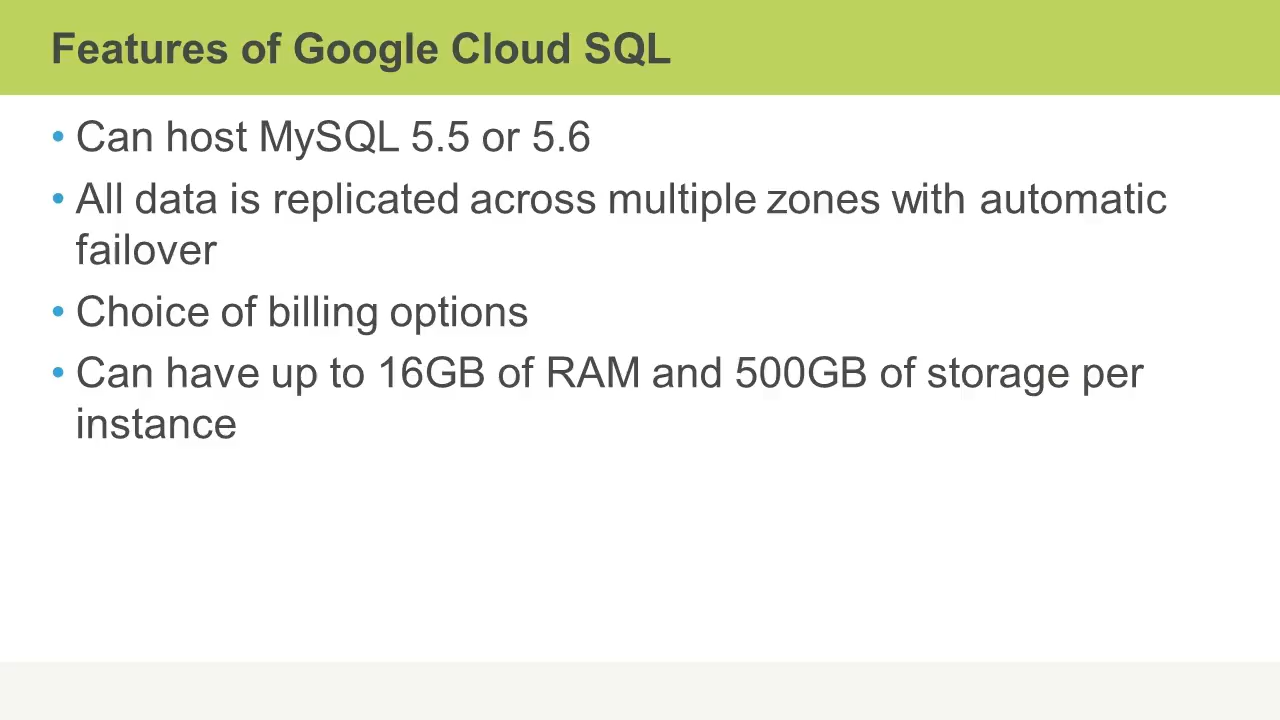 Features of Google Cloud SQL
• Can host MySQL 5.5 or 5.6
• All data is replicated across multiple zones with automatic
failover
• Choice of billing options
• Can have up to 16GB of RAM and 500GB of storage per
instance